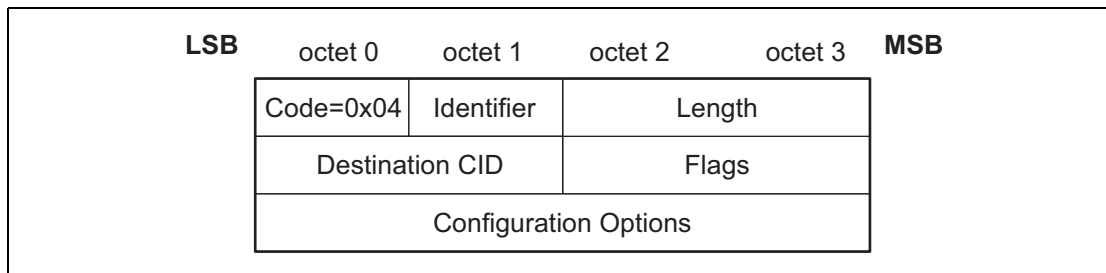 LSB octet 0 octet 1 octet 2 octet 3 MSB
Code=0x04 Identifier Length
Destination CID Flags
Configuration Options